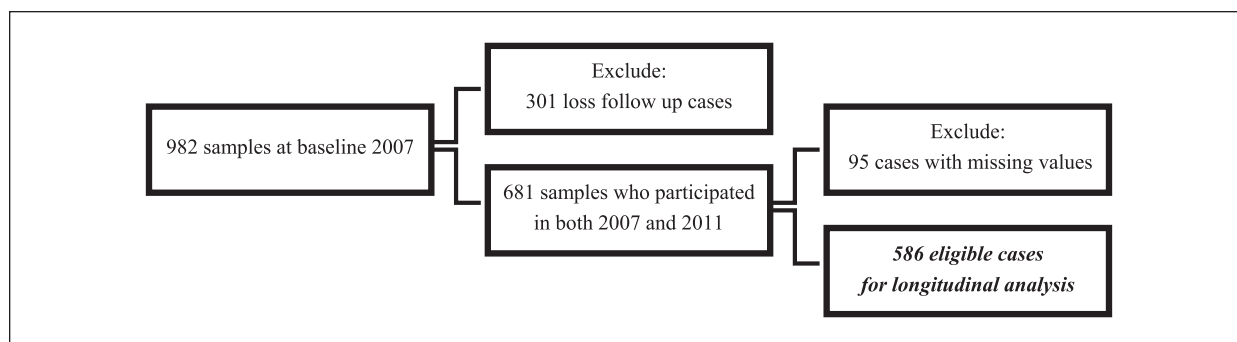 982 samples at baseline 2007
Exclude:
301 loss follow up cases
681 samples who participated
in both 2007 and 2011
Exclude:
95 cases with missing values
586 eligible cases
for longitudinal analysis